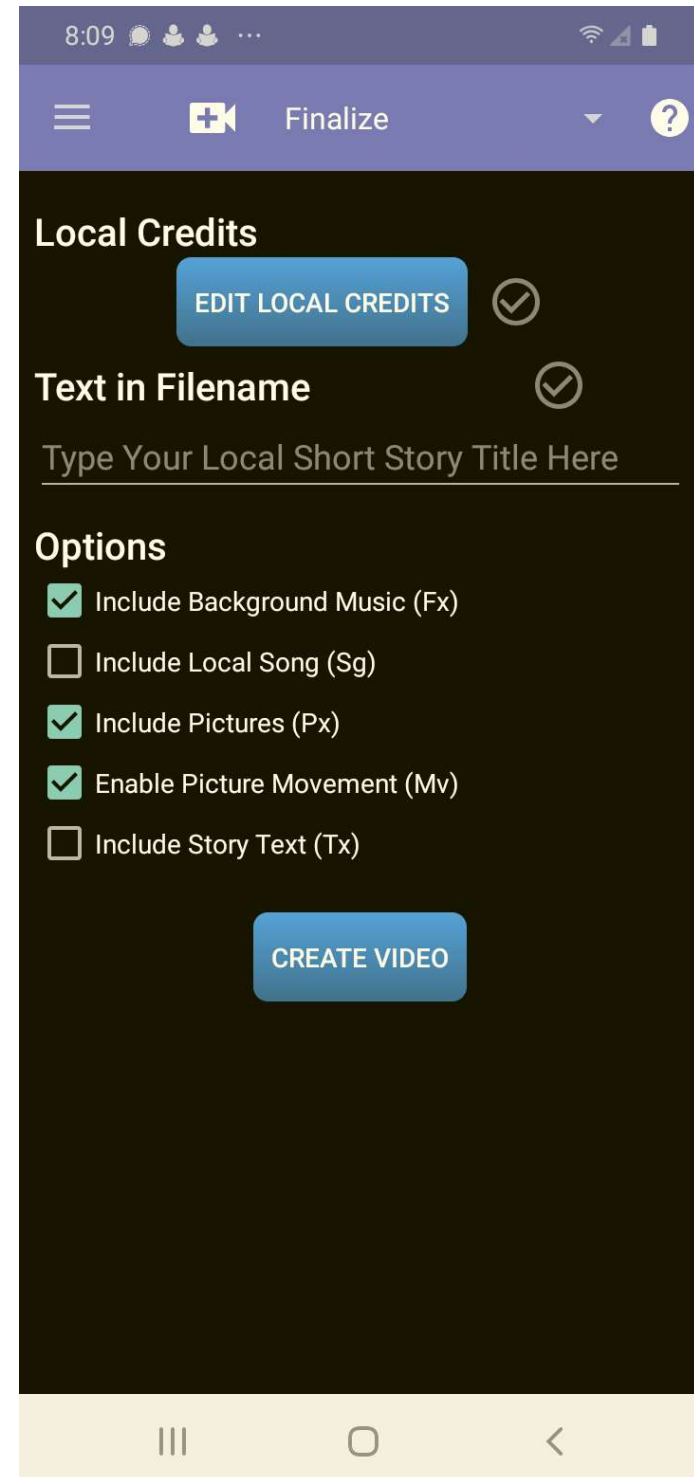 8:09
Finalize
Local Credits
EDIT LOCAL CREDITS
Text in Filename
Type Your Local Short Story Title Here
Options
Include Background Music (Fx)
Include Local Song (Sg)
Include Pictures (Px)
Enable Picture Movement (Mv)
Include Story Text (Tx)
CREATE VIDEO